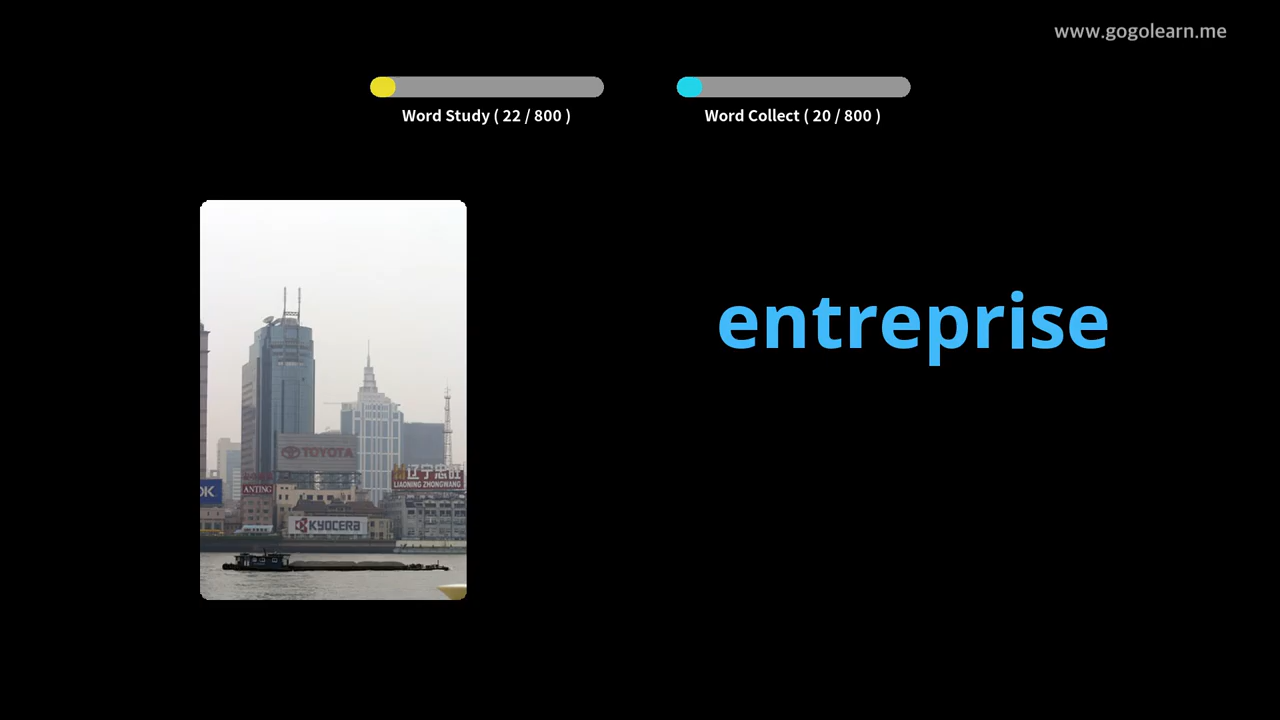 www.gogolearn.me
Word Study ( 22 / 800 )
Word Collect ( 20 / 800 )
entreprise
TOYOTA
辽宁忠旺
LIAONING ZHONGWANG
OK
ANTING
KYOCERA